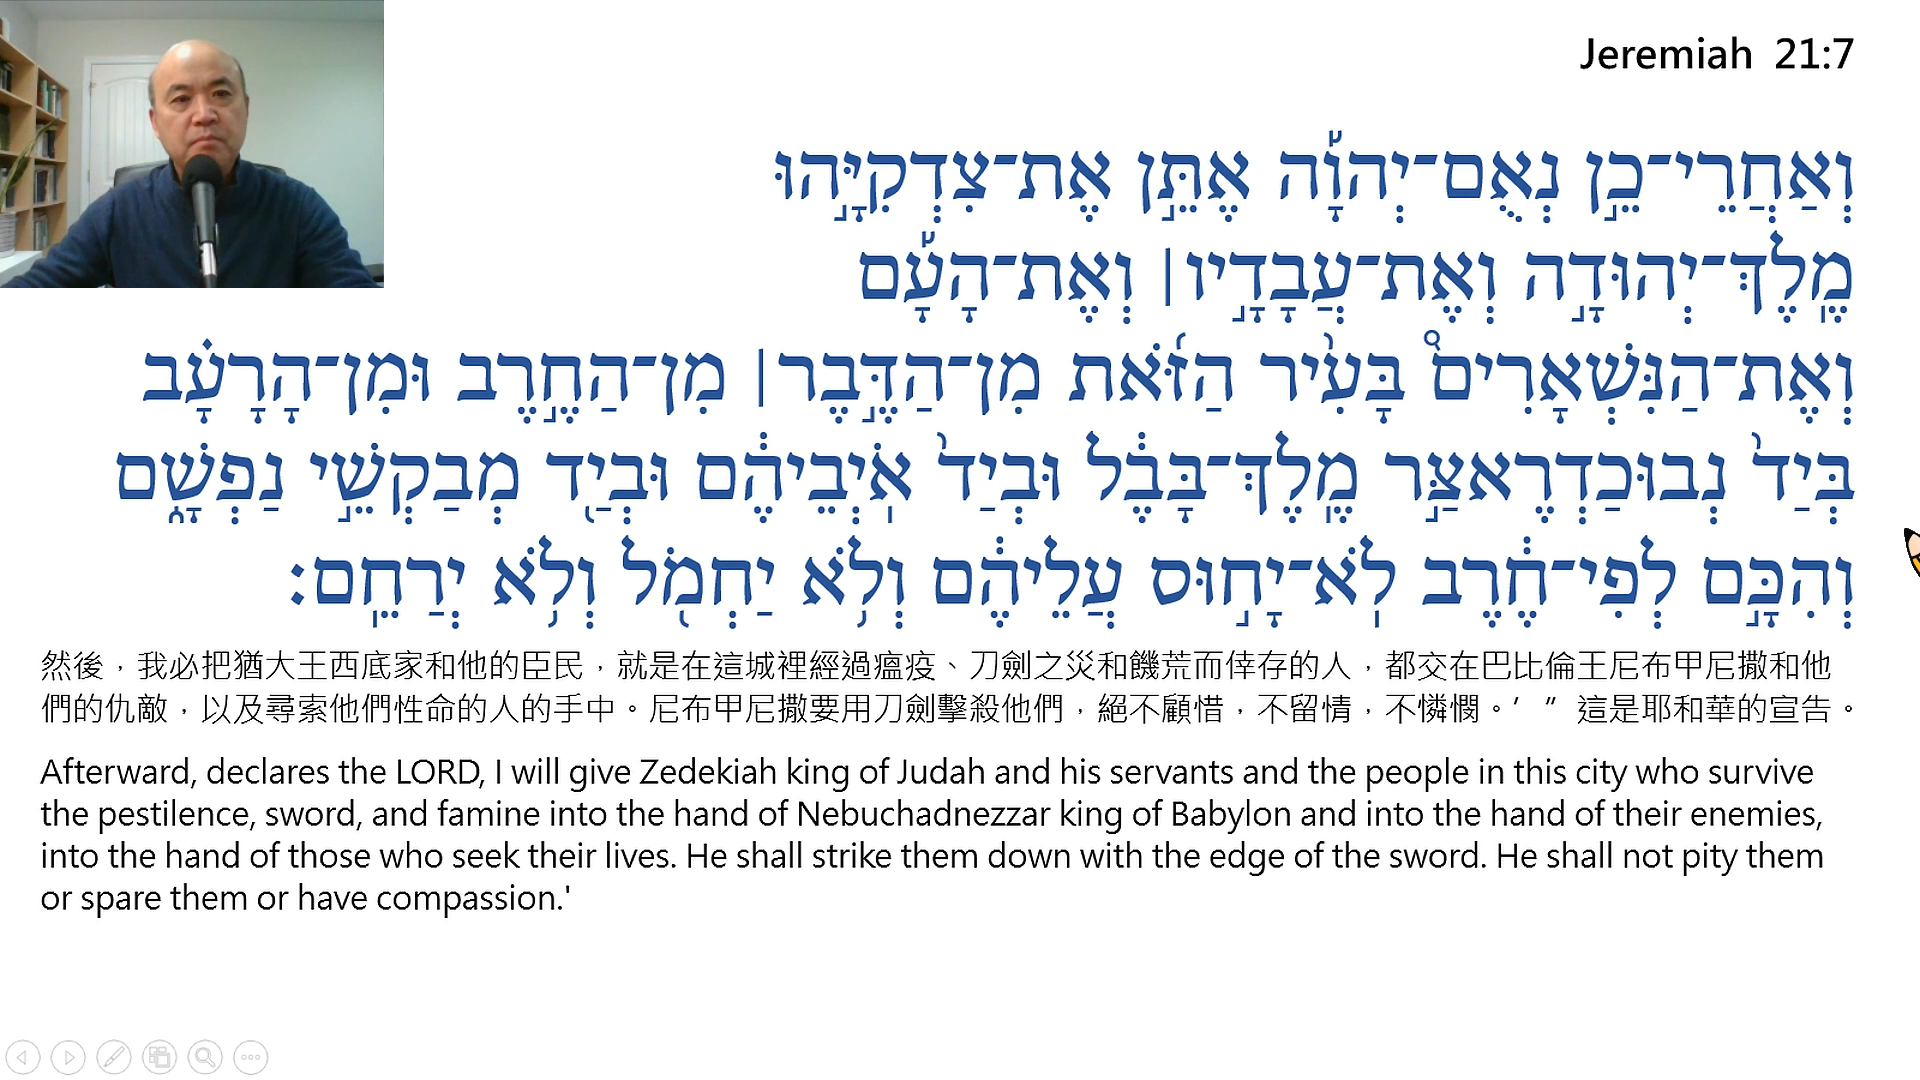 Jeremiah 21:7
וְאַחֲרֵי־כֵ֣ן נְאֻם־יְהוָ֡ה אֶתֵּ֣ן אֶת־צִדְקִיָּ֣הוּ
מֶֽלֶךְ־יְהוּדָ֣ה וְאֶת־עֲבָדָ֣יו׀ וְאֶת־הָעָ֡ם
וְאֶת־הַנִּשְׁאָרִים֩ בָּעִ֨יר הַזֹּ֜את מִן־הַדֶּ֣בֶר׀ מִן־הַחֶ֣רֶב וּמִן־הָרָעָ֗ב
בְּיַד֙ נְבוּכַדְרֶאצַּ֣ר מֶֽלֶךְ־בָּבֶ֔ל וּבְיַד֙ אֹֽיְבֵיהֶ֔ם וּבְיַ֖ד מְבַקְשֵׁ֣י נַפְשָׁ֑ם
וְהִכָּ֣ם לְפִי־חֶ֔רֶב לֹֽא־יָח֣וּס עֲלֵיהֶ֔ם וְלֹ֥א יַחְמֹ֖ל וְלֹ֥א יְרַחֵֽם׃
然後，我必把猶大王西底家和他的臣民，就是在這城裡經過瘟疫、刀劍之災和饑荒而倖存的人，都交在巴比倫王尼布甲尼撒和他
們的仇敵，以及尋索他們性命的人的手中。尼布甲尼撒要用刀劍擊殺他們，絕不顧惜，不留情，不憐憫。’ ” 這是耶和華的宣告。
Afterward, declares the LORD, I will give Zedekiah king of Judah and his servants and the people in this city who survive
the pestilence, sword, and famine into the hand of Nebuchadnezzar king of Babylon and into the hand of their enemies,
into the hand of those who seek their lives. He shall strike them down with the edge of the sword. He shall not pity them
or spare them or have compassion.'